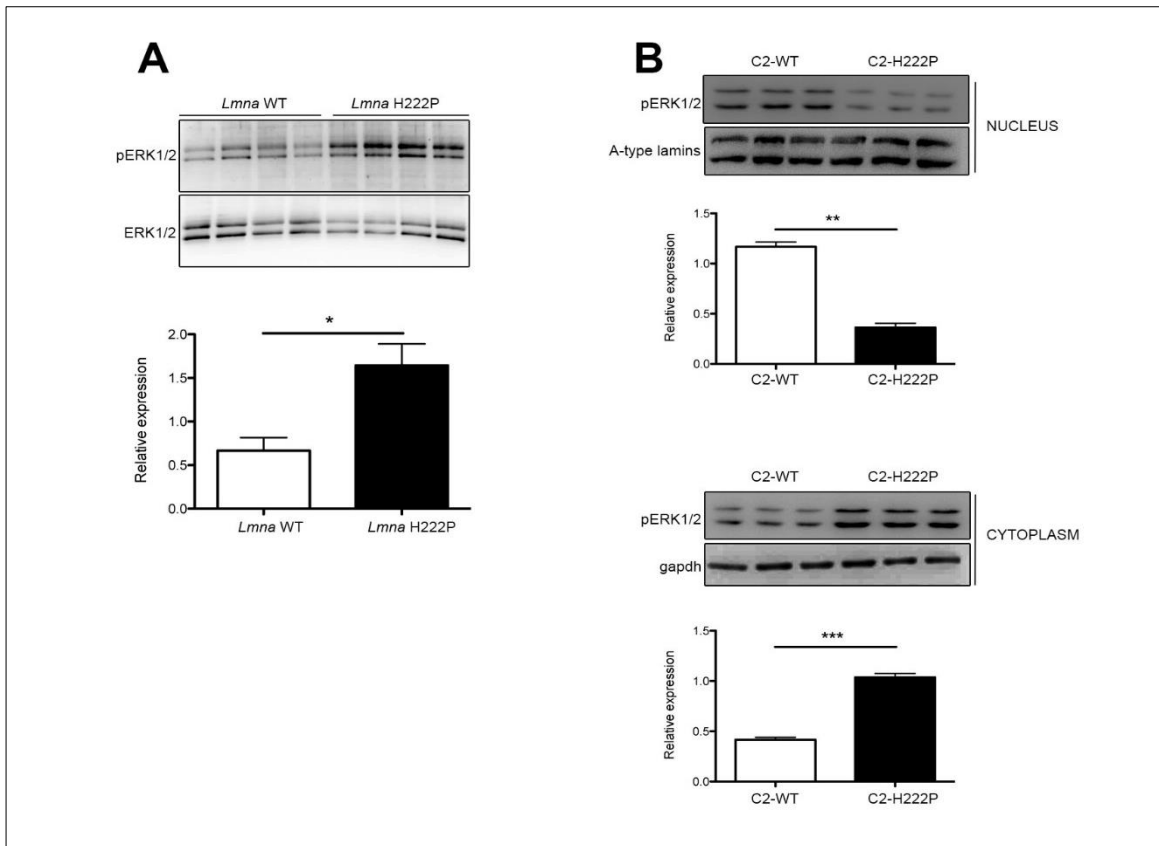 A
Lmna WT Lmna H222P
pERK1/2
ERK1/2
*
2.0
1.5
1.0
0.5
0.0
Relative expression
Lmna WT Lmna H222P
B
C2-WT C2-H222P
pERK1/2
A-type lamins
NUCLEUS
**
1.5
1.0
0.5
0.0
Relative expression
C2-WT C2-H222P
C2-WT C2-H222P
pERK1/2
gapdh
CYTOPLASM
***
1.5
1.0
0.5
0.0
Relative expression
C2-WT C2-H222P